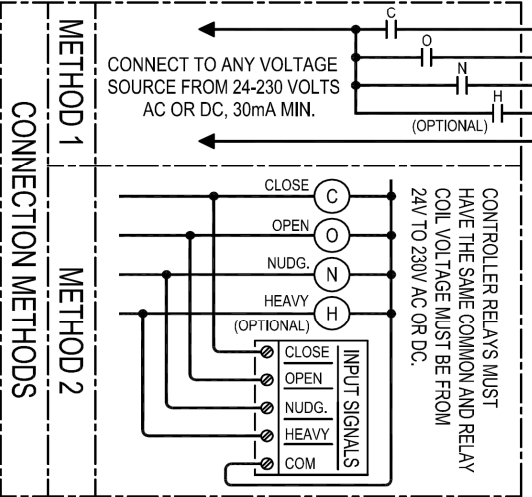 CONNECTION METHODS
METHOD 1
CONNECT TO ANY VOLTAGE
SOURCE FROM 24-230 VOLTS
AC OR DC, 30mA MIN.
C
O
N
H
(OPTIONAL)
METHOD 2
CLOSE
C
OPEN
O
NUDG.
N
HEAVY
H
(OPTIONAL)
CONTROLLER RELAYS MUST
HAVE THE SAME COMMON AND RELAY
COIL VOLTAGE MUST BE FROM
24V TO 230V AC OR DC.
INPUT SIGNALS
CLOSE
OPEN
NUDG.
HEAVY
COM